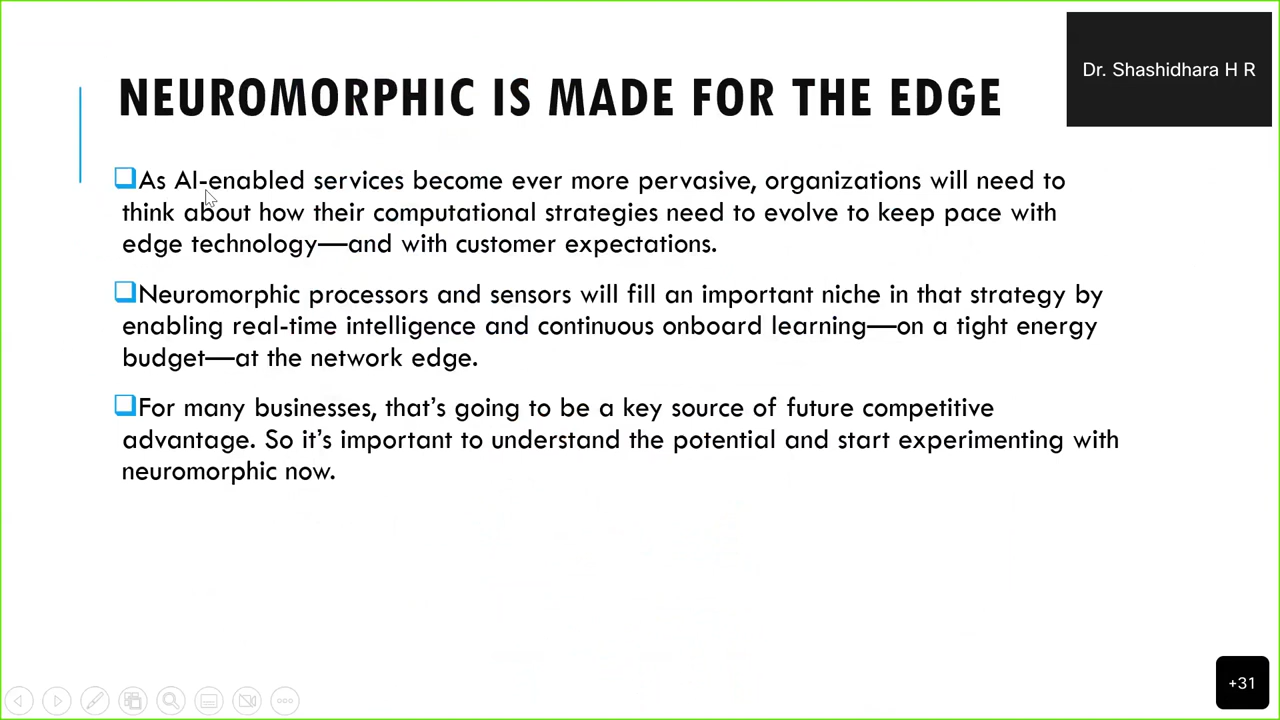 Dr. Shashidhara H R
NEUROMORPHIC IS MADE FOR THE EDGE
As AI-enabled services become ever more pervasive, organizations will need to
think about how their computational strategies need to evolve to keep pace with
edge technology—and with customer expectations.
Neuromorphic processors and sensors will fill an important niche in that strategy by
enabling real-time intelligence and continuous onboard learning—on a tight energy
budget—at the network edge.
For many businesses, that’s going to be a key source of future competitive
advantage. So it’s important to understand the potential and start experimenting with
neuromorphic now.
+31